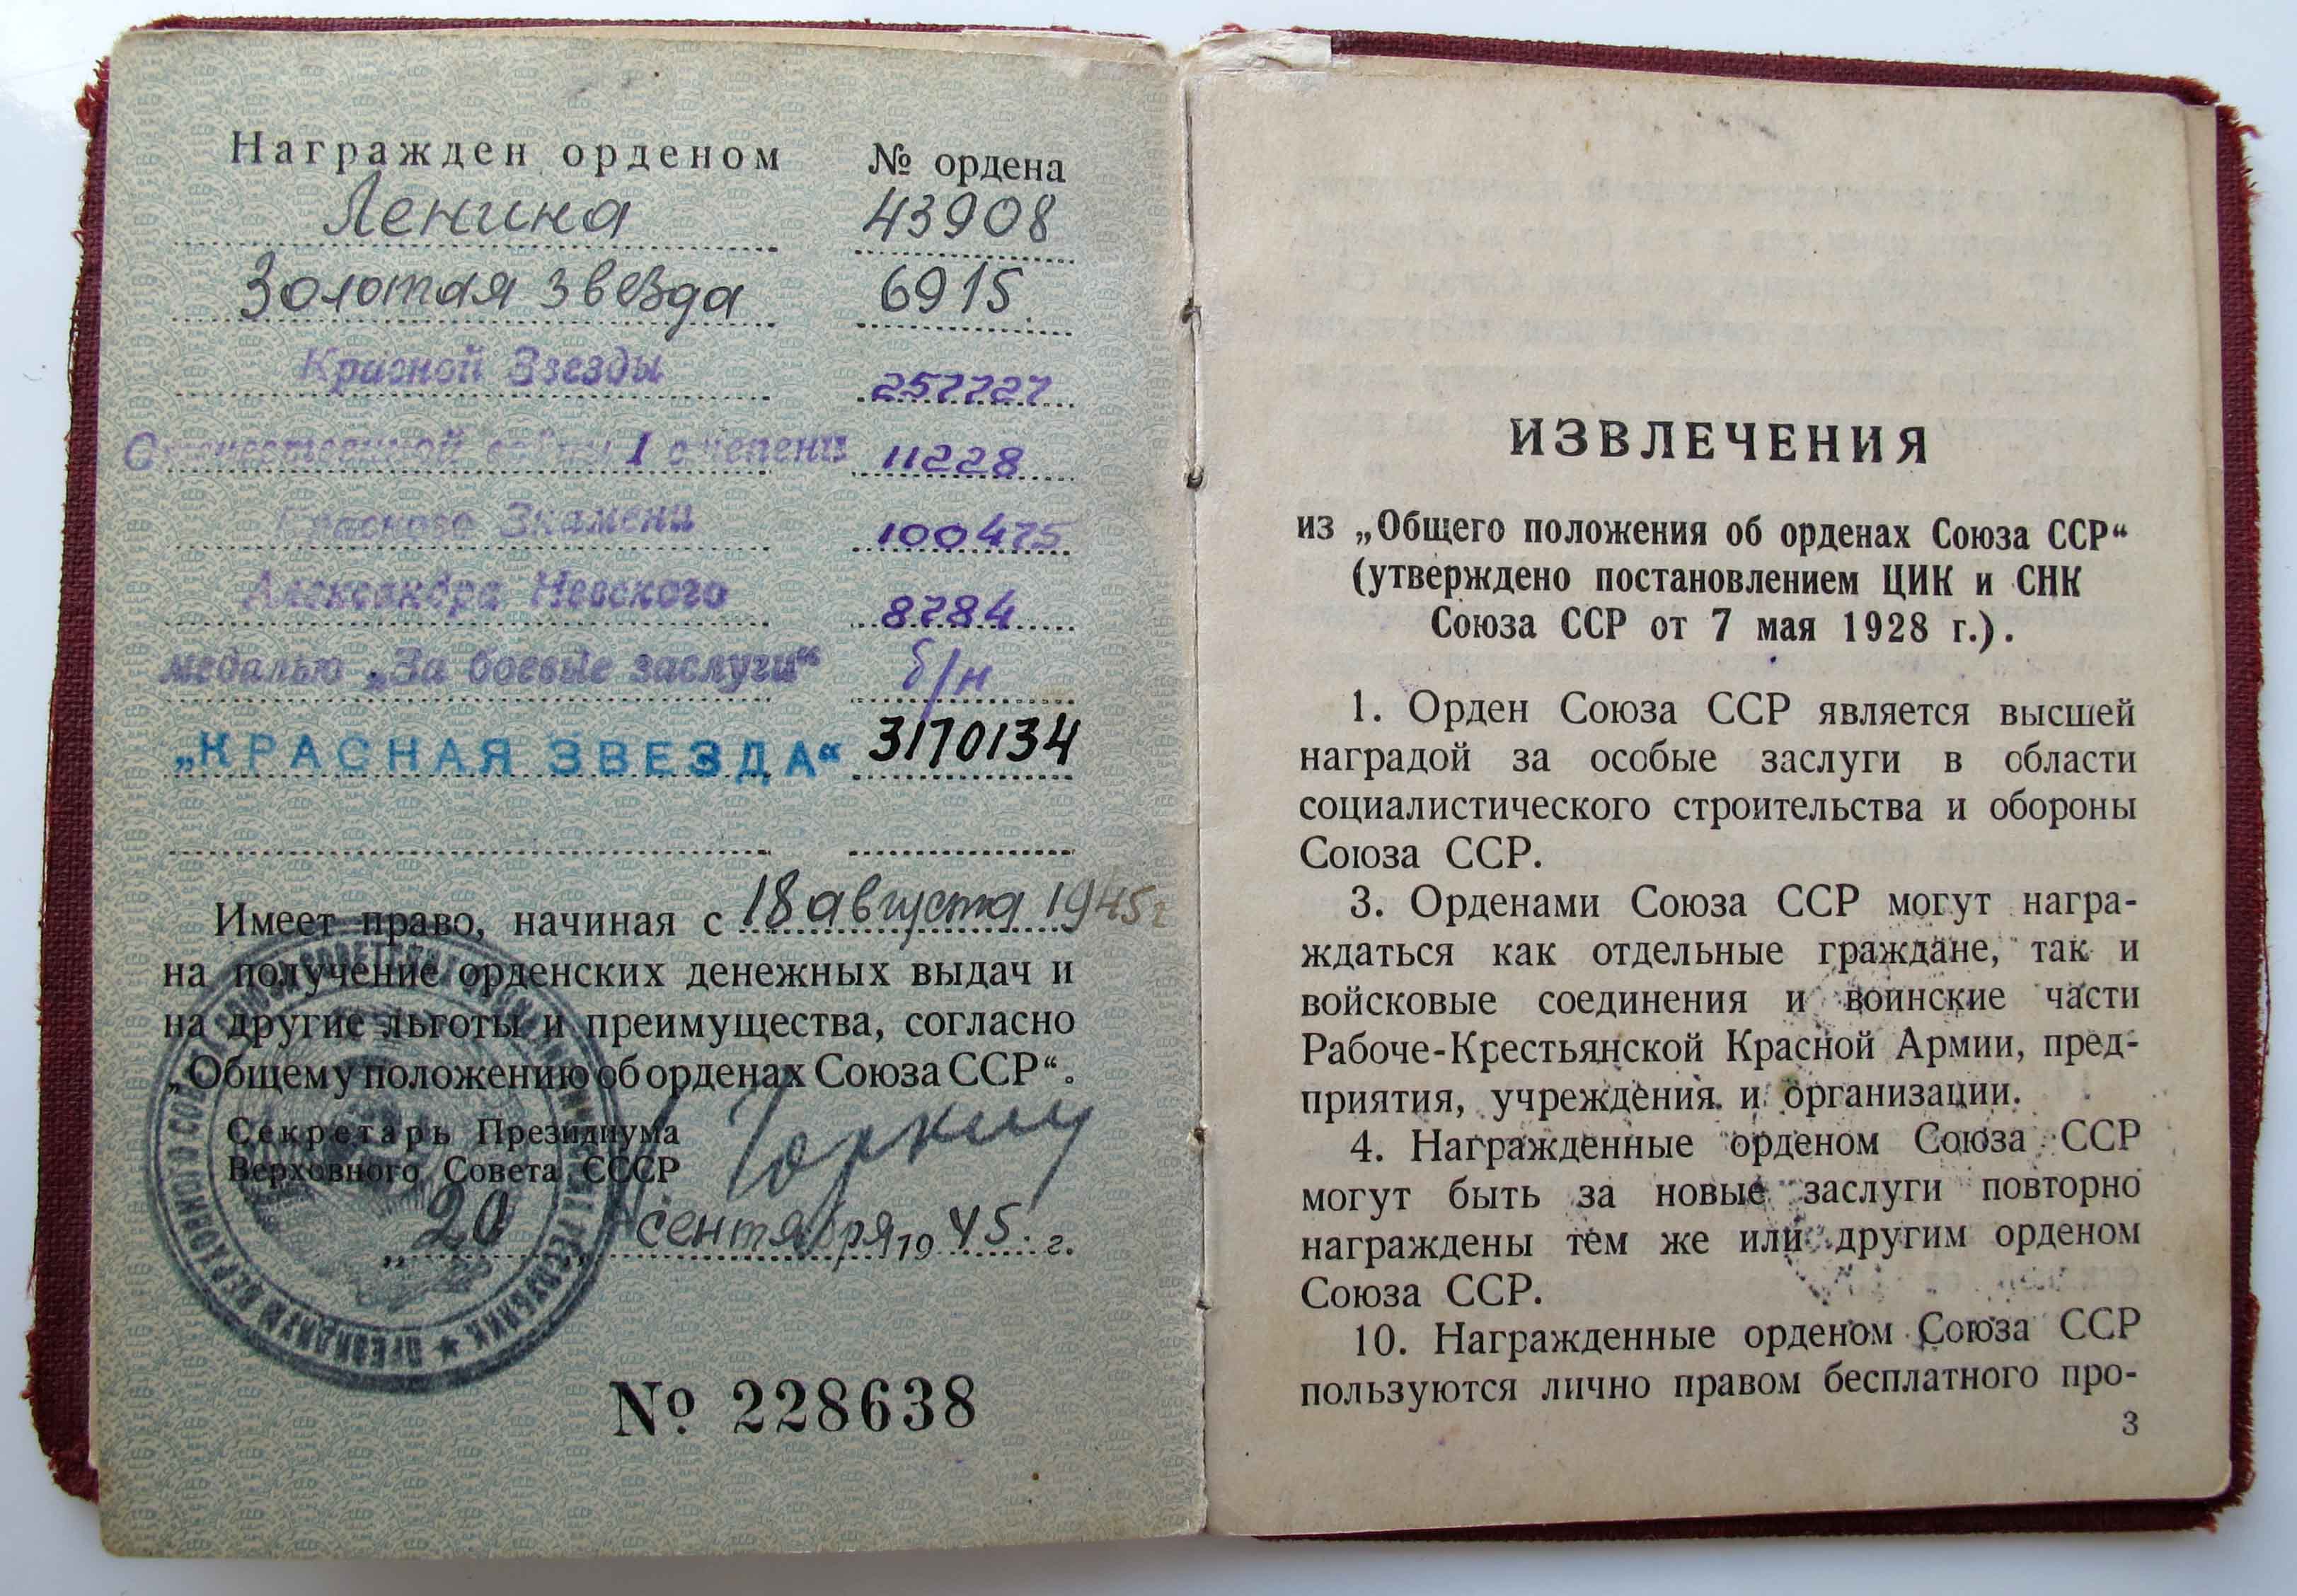 Награжден орденом № ордена
Ленина 43908
Золотая звезда 6915
Красной Звезды 257727
Отечественной войны I степени 11228
Красного Знамени 100475
Александра Невского 8784
медалью „За боевые заслуги“ б/н
„КРАСНАЯ ЗВЕЗДА“ 3170134
Имеет право, начиная с 18 августа 1945 г
на получение орденских денежных выдач и
на другие льготы и преимущества, согласно
„Общему положению об орденах Союза ССР“.
Секретарь Президиума
Верховного Совета СССР
„20„ сентября 1945. г.
№ 228638
ПРЕЗИДИУМ ВЕРХОВНОГО СОВЕТА
ИЗВЛЕЧЕНИЯ
из „Общего положения об орденах Союза ССР“
(утверждено постановлением ЦИК и СНК
Союза ССР от 7 мая 1928 г.).
1. Орден Союза ССР является высшей
наградой за особые заслуги в области
социалистического строительства и обороны
Союза ССР.
3. Орденами Союза ССР могут награ-
ждаться как отдельные граждане, так и
войсковые соединения и воинские части
Рабоче-Крестьянской Красной Армии, пред-
приятия, учреждения и организации.
4. Награжденные орденом Союза ССР
могут быть за новые заслуги повторно
награждены тем же или другим орденом
Союза ССР.
10. Награжденные орденом Союза ССР
пользуются лично правом бесплатного про-
3